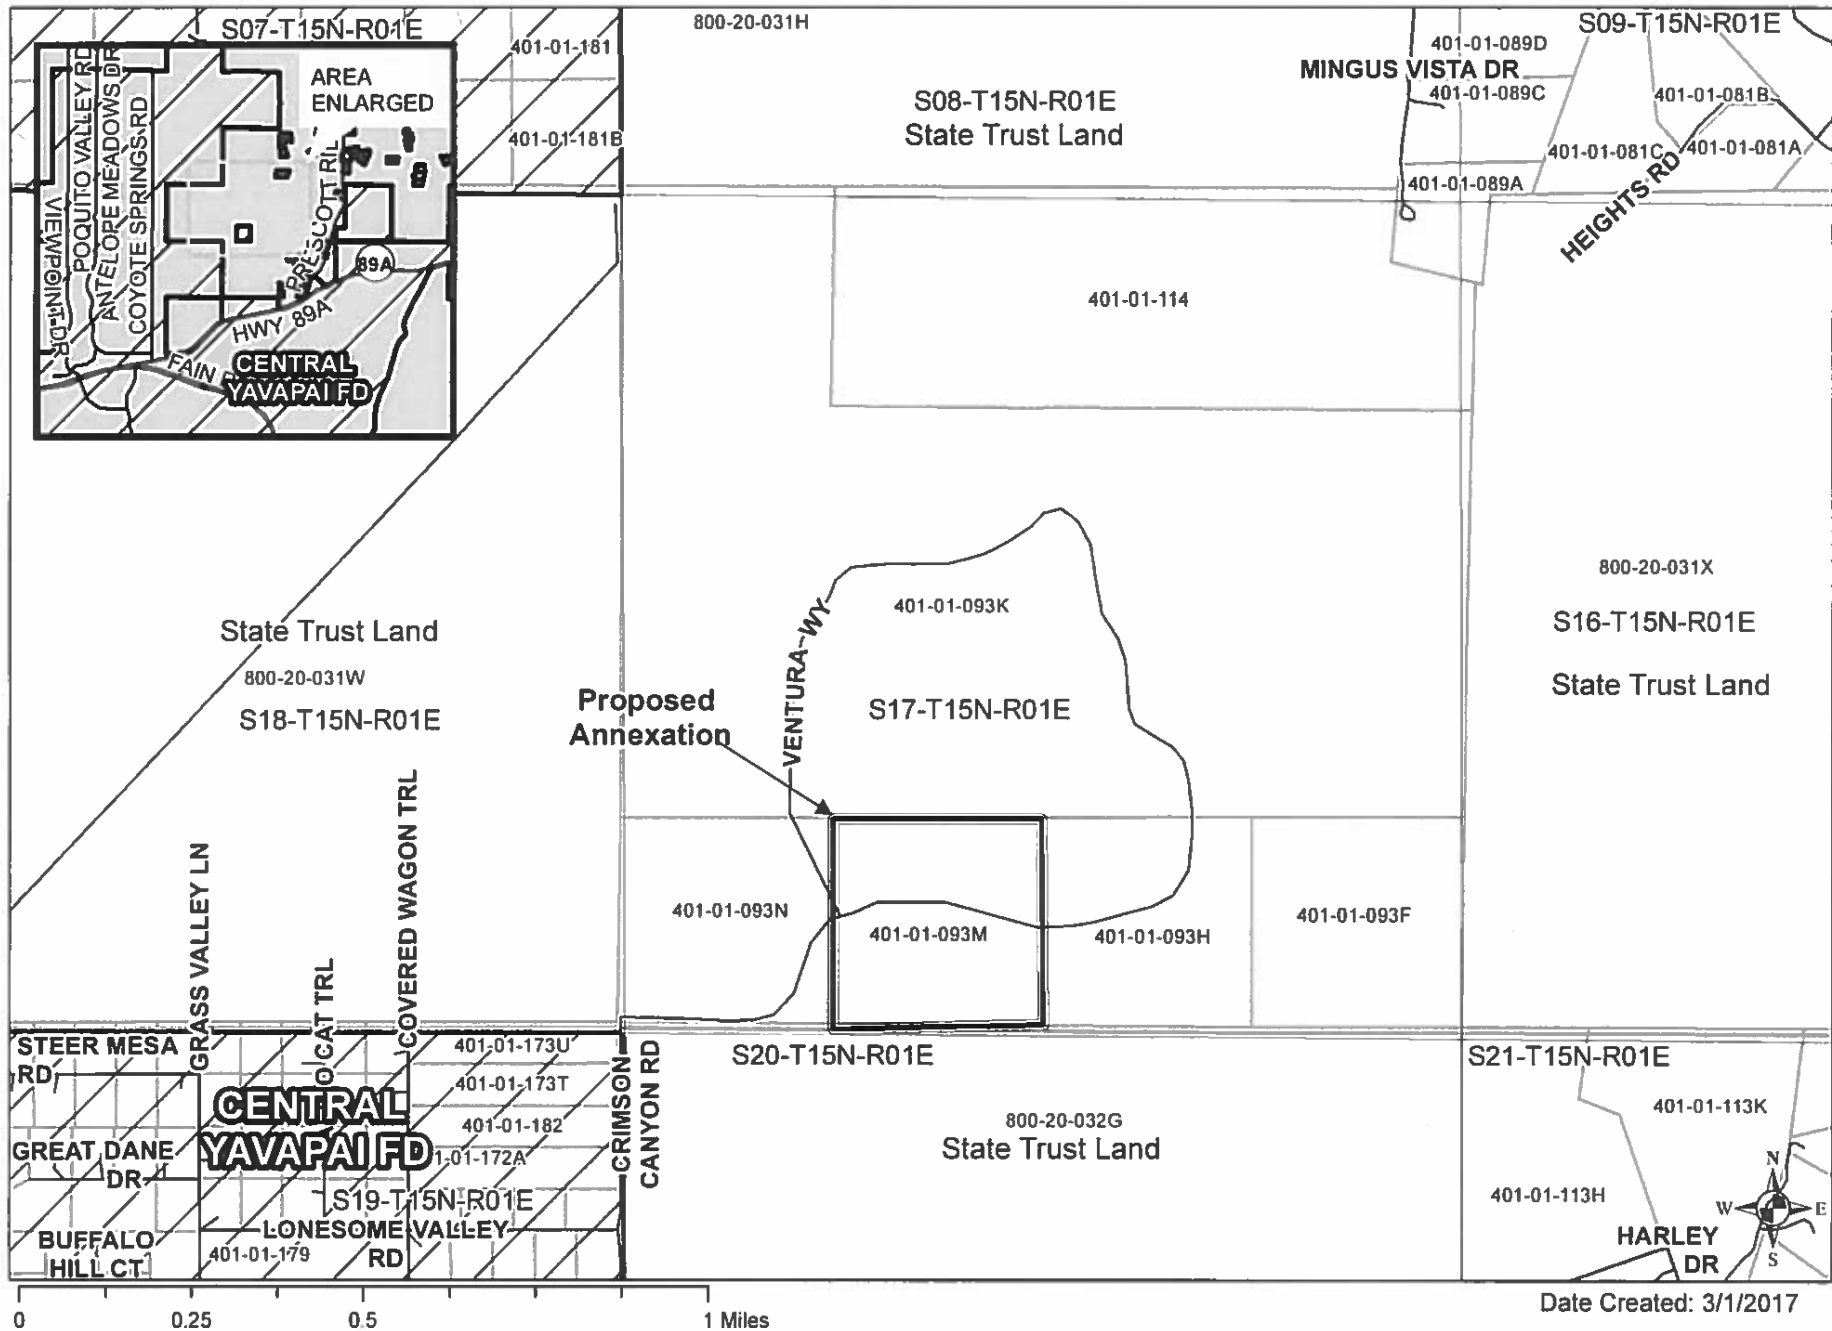 S07-T15N-R01E
800-20-031H
S09-T15N-R01E
401-01-181
401-01-181B
AREA
ENLARGED
VIEWPOINT DR
POQUITO VALLEY RD
ANTELOPE MEADOWS DR
COYOTE SPRINGS RD
PRESCOTT
89A
HWY 89A
FAIN
CENTRAL
YAVAPAI FD
S08-T15N-R01E
State Trust Land
401-01-089D
MINGUS VISTA DR
401-01-089C
401-01-081B
401-01-081C
401-01-081A
401-01-089A
HEIGHTS RD
401-01-114
800-20-031X
S16-T15N-R01E
State Trust Land
401-01-093K
VENTURA WY
S17-T15N-R01E
State Trust Land
800-20-031W
S18-T15N-R01E
Proposed
Annexation
401-01-093N
401-01-093M
401-01-093H
401-01-093F
GRASS VALLEY LN
CAT TRL
COVERED WAGON TRL
STEER MESA
RD
401-01-173U
401-01-173T
401-01-182
1-01-172A
CENTRAL
YAVAPAI FD
GREAT DANE
DR
S19-T15N-R01E
LONESOME VALLEY
RD
401-01-179
BUFFALO
HILL CT
CRIMSON
CANYON RD
S20-T15N-R01E
800-20-032G
State Trust Land
S21-T15N-R01E
401-01-113K
401-01-113H
HARLEY
DR
N
W
E
S
0
0.25
0.5
1 Miles
Date Created: 3/1/2017